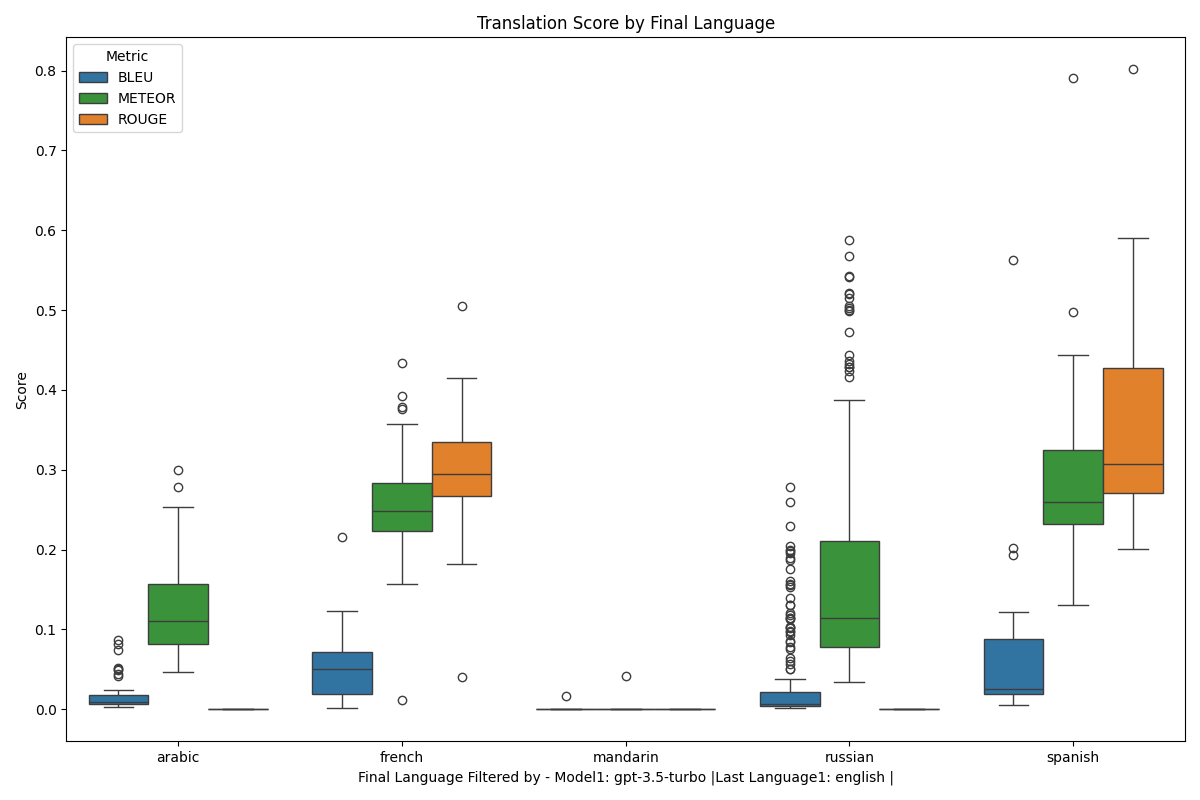 Translation Score by Final Language
Metric
BLEU
METEOR
ROUGE
Score
0.8
0.7
0.6
0.5
0.4
0.3
0.2
0.1
0.0
arabic
french
mandarin
russian
spanish
Final Language Filtered by - Model1: gpt-3.5-turbo |Last Language1: english |